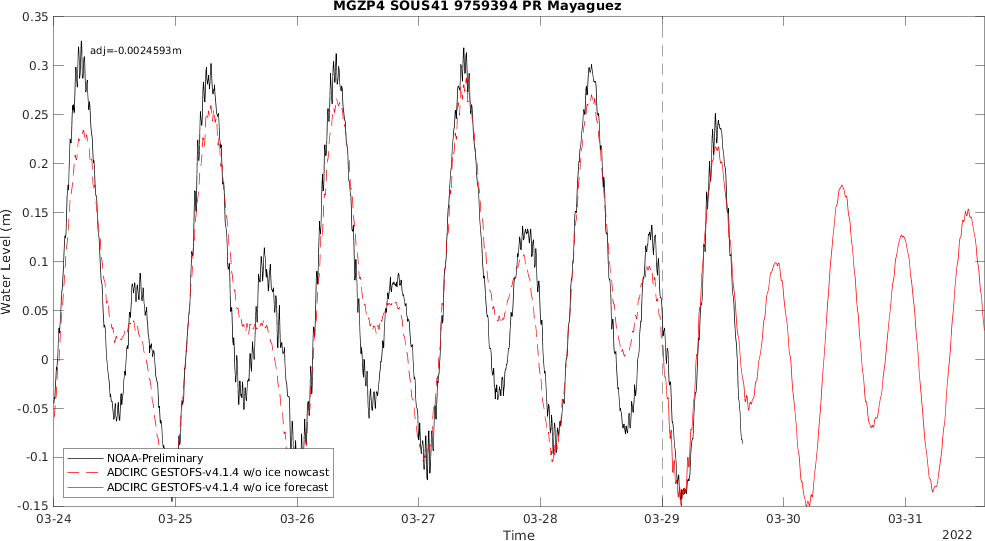 MGZP4 SOUS41 9759394 PR Mayaguez
adj=-0.0024593m
0.35
0.3
0.25
0.2
0.15
0.1
0.05
0
-0.05
-0.1
-0.15
Water Level (m)
NOAA-Preliminary
ADCIRC GESTOFS-v4.1.4 w/o ice nowcast
ADCIRC GESTOFS-v4.1.4 w/o ice forecast
03-24 03-25 03-26 03-27 03-28 03-29 03-30 03-31
Time
2022